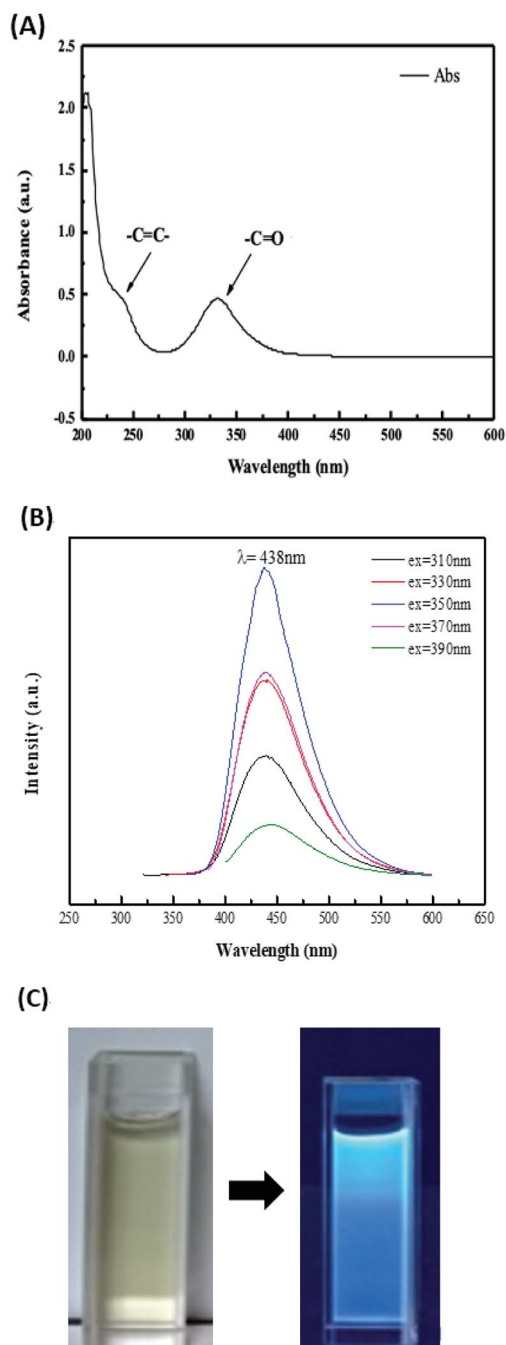 (A)
2.5
Abs
2.0
1.5
-C=C-
-C=O
1.0
0.5
0.0
-0.5
Absorbance (a.u.)
200 250 300 350 400 450 500 550 600
Wavelength (nm)
(B)
λ= 438nm
ex=310nm
ex=330nm
ex=350nm
ex=370nm
ex=390nm
Intensity (a.u.)
250 300 350 400 450 500 550 600 650
Wavelength (nm)
(C)